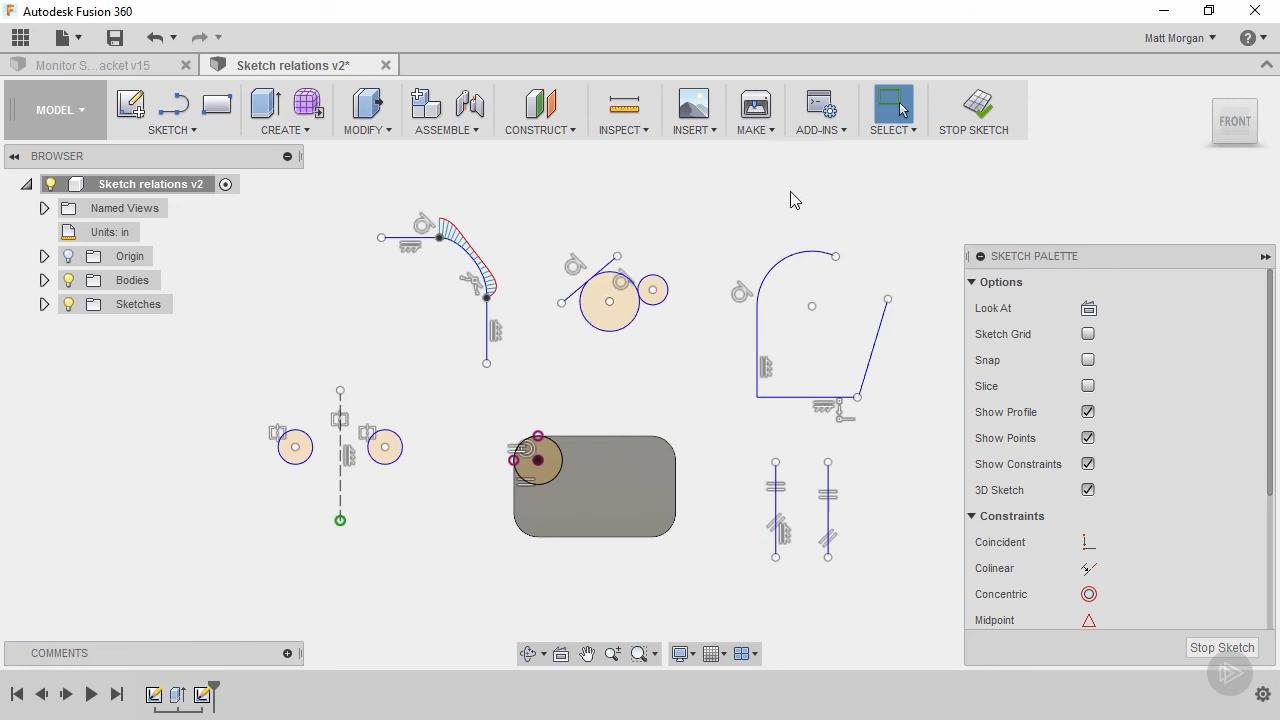 Autodesk Fusion 360
Matt Morgan
Monitor S...acket v15
Sketch relations v2*
MODEL
SKETCH
CREATE
MODIFY
ASSEMBLE
CONSTRUCT
INSPECT
INSERT
MAKE
ADD-INS
SELECT
STOP SKETCH
FRONT
BROWSER
Sketch relations v2
Named Views
Units: in
Origin
Bodies
Sketches
SKETCH PALETTE
Options
Look At
Sketch Grid
Snap
Slice
Show Profile
Show Points
Show Constraints
3D Sketch
Constraints
Coincident
Colinear
Concentric
Midpoint
Stop Sketch
COMMENTS